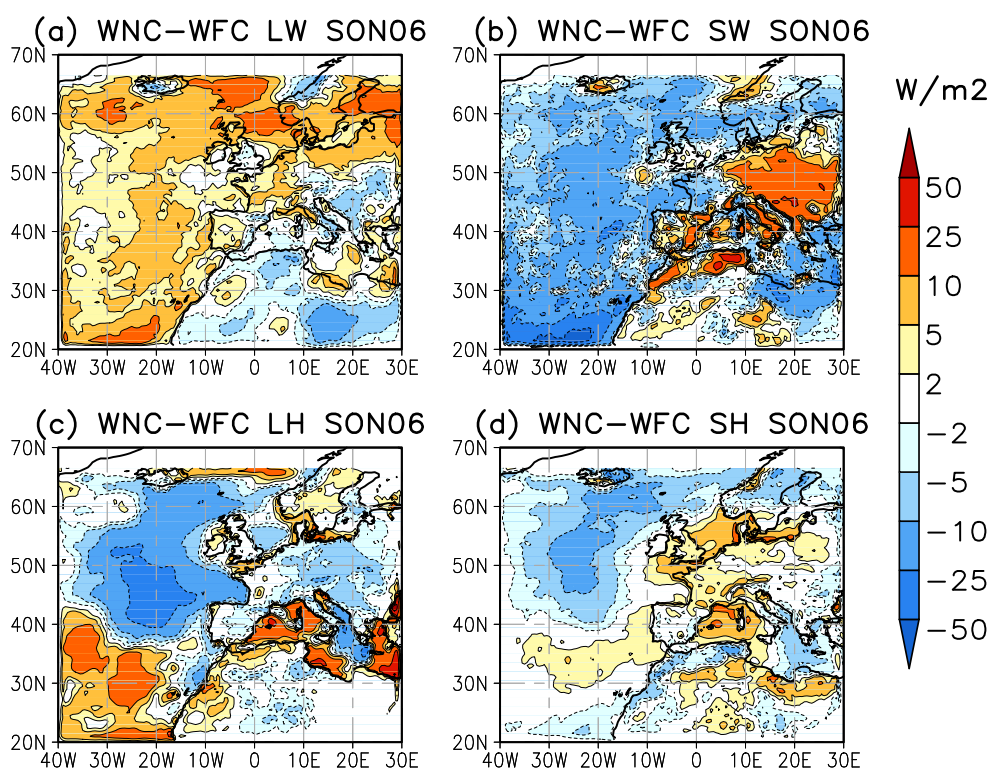 (a) WNC−WFC LW SON06
(b) WNC−WFC SW SON06
70N
60N
50N
40N
30N
20N
40W 30W 20W 10W 0 10E 20E 30E
70N
60N
50N
40N
30N
20N
40W 30W 20W 10W 0 10E 20E 30E
W/m2
50
25
10
5
2
−2
−5
−10
−25
−50
(c) WNC−WFC LH SON06
(d) WNC−WFC SH SON06
70N
60N
50N
40N
30N
20N
40W 30W 20W 10W 0 10E 20E 30E
70N
60N
50N
40N
30N
20N
40W 30W 20W 10W 0 10E 20E 30E